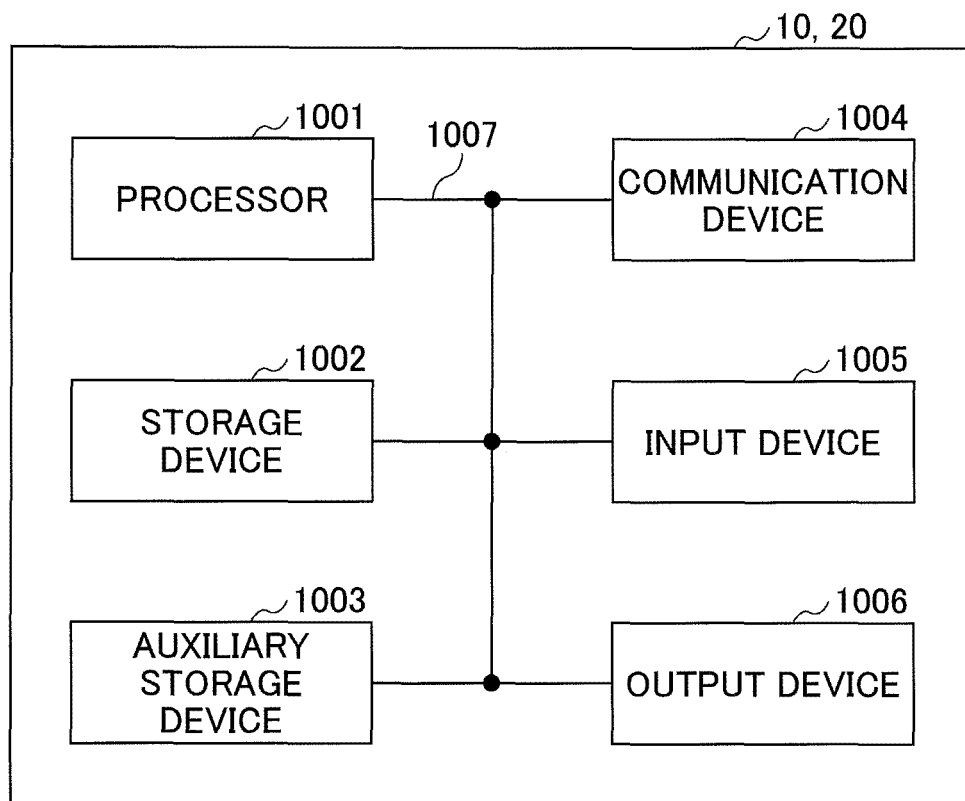 10, 20
1001
PROCESSOR
1007
1004
COMMUNICATION
DEVICE
1002
STORAGE
DEVICE
1005
INPUT DEVICE
1003
AUXILIARY
STORAGE
DEVICE
1006
OUTPUT DEVICE